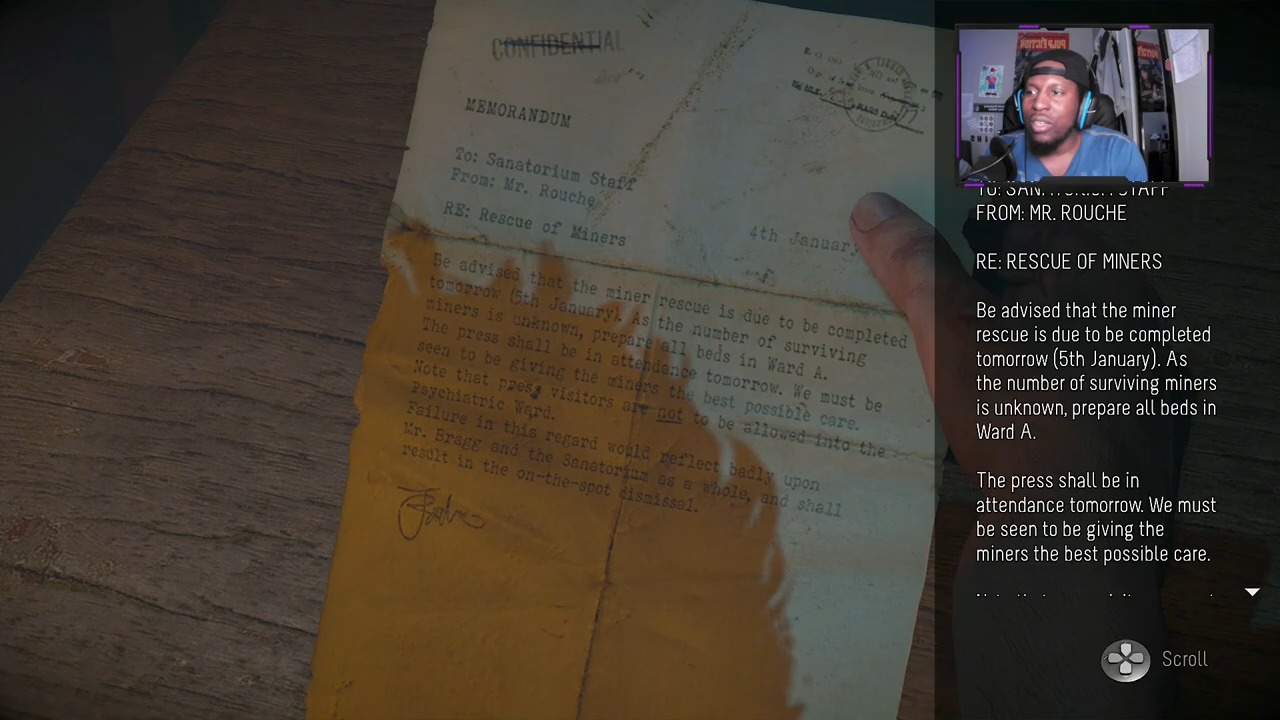 CONFIDENTIAL
MEMORANDUM
To: Sanatorium Staff
From: Mr. Rouche
RE: Rescue of Miners
4th January
Be advised that the miner rescue is due to be completed
tomorrow (5th January). As the number of surviving
miners is unknown, prepare all beds in Ward A.
The press shall be in attendance tomorrow. We must be
seen to be giving the miners the best possible care.
Note that press visitors are not to be allowed into the
Psychiatric Ward.
Failure in this regard would reflect badly upon
Mr. Bragg and the Sanatorium as a whole, and shall
result in the on-the-spot dismissal.
PULP FICTION
FROM: MR. ROUCHE
RE: RESCUE OF MINERS
Be advised that the miner
rescue is due to be completed
tomorrow (5th January). As
the number of surviving miners
is unknown, prepare all beds in
Ward A.
The press shall be in
attendance tomorrow. We must
be seen to be giving the
miners the best possible care.
Scroll